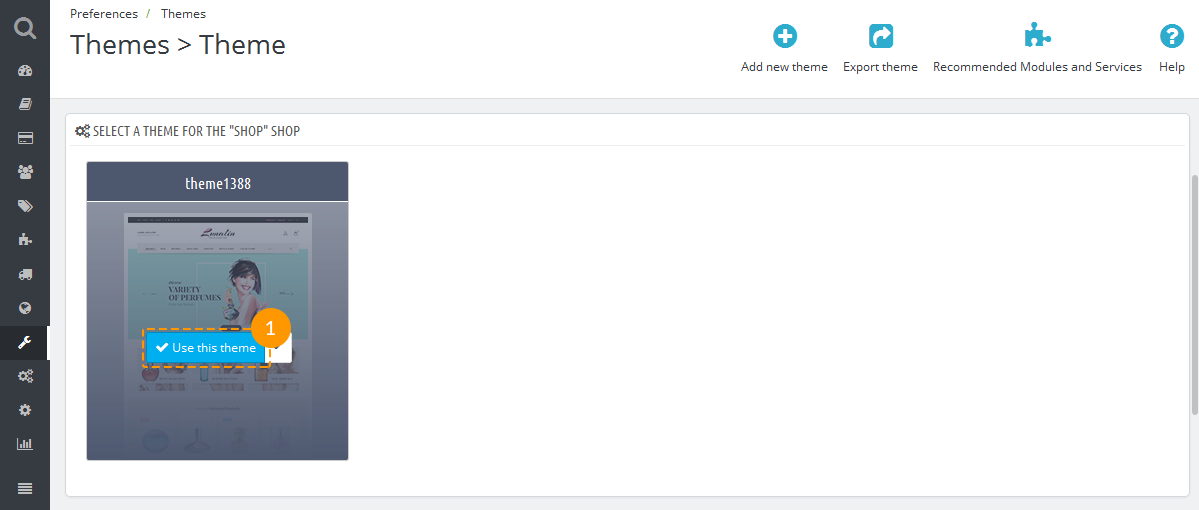 Preferences / Themes
Themes > Theme
Add new theme
Export theme
Recommended Modules and Services
Help
SELECT A THEME FOR THE "SHOP" SHOP
theme1388
VARIETY
OF PERFUMES
1
Use this theme